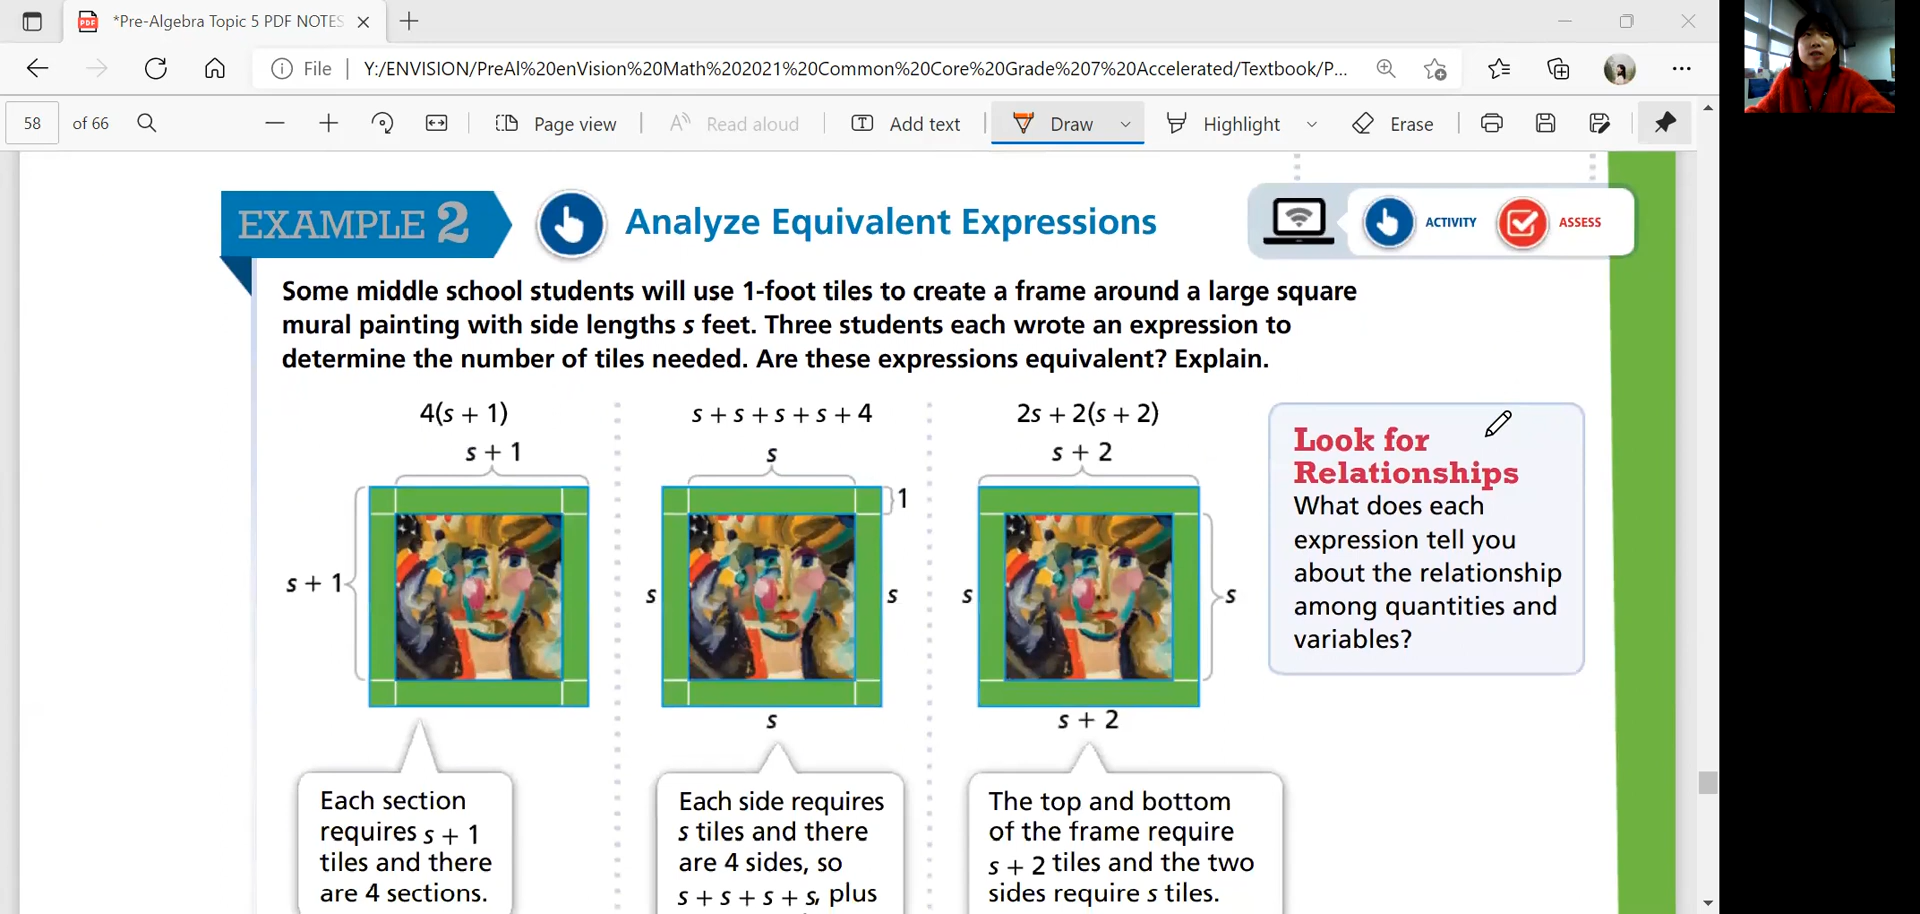 *Pre-Algebra Topic 5 PDF NOTES
File
Y:/ENVISION/PreAl%20enVision%20Math%202021%20Common%20Core%20Grade%207%20Accelerated/Textbook/P...
58 of 66
Page view
Read aloud
Add text
Draw
Highlight
Erase
EXAMPLE 2
Analyze Equivalent Expressions
ACTIVITY
ASSESS
Some middle school students will use 1-foot tiles to create a frame around a large square
mural painting with side lengths s feet. Three students each wrote an expression to
determine the number of tiles needed. Are these expressions equivalent? Explain.
4(s + 1)
s + 1
s + 1
Each section
requires s + 1
tiles and there
are 4 sections.
s + s + s + s + 4
s
1
s
s
s
Each side requires
s tiles and there
are 4 sides, so
s + s + s + s, plus
2s + 2(s + 2)
s + 2
s
s
s + 2
The top and bottom
of the frame require
s + 2 tiles and the two
sides require s tiles.
Look for
Relationships
What does each
expression tell you
about the relationship
among quantities and
variables?